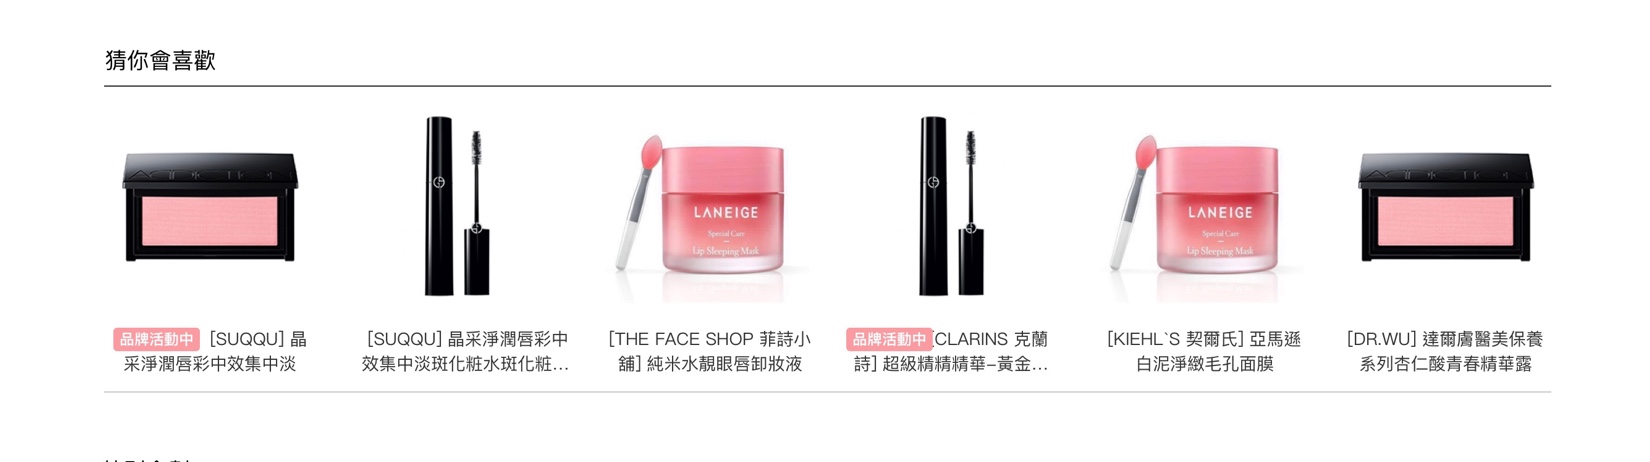 猜你會喜歡
LANEIGE
Special Care
Lip Sleeping Mask
LANEIGE
Special Care
Lip Sleeping Mask
品牌活動中 [SUQQU] 晶
采淨潤唇彩中效集中淡
[SUQQU] 晶采淨潤唇彩中
效集中淡斑化粧水斑化粧...
[THE FACE SHOP 菲詩小
舖] 純米水靚眼唇卸妝液
品牌活動中 [CLARINS 克蘭
詩] 超級精精精華–黃金...
[KIEHL`S 契爾氏] 亞馬遜
白泥淨緻毛孔面膜
[DR.WU] 達爾膚醫美保養
系列杏仁酸青春精華露